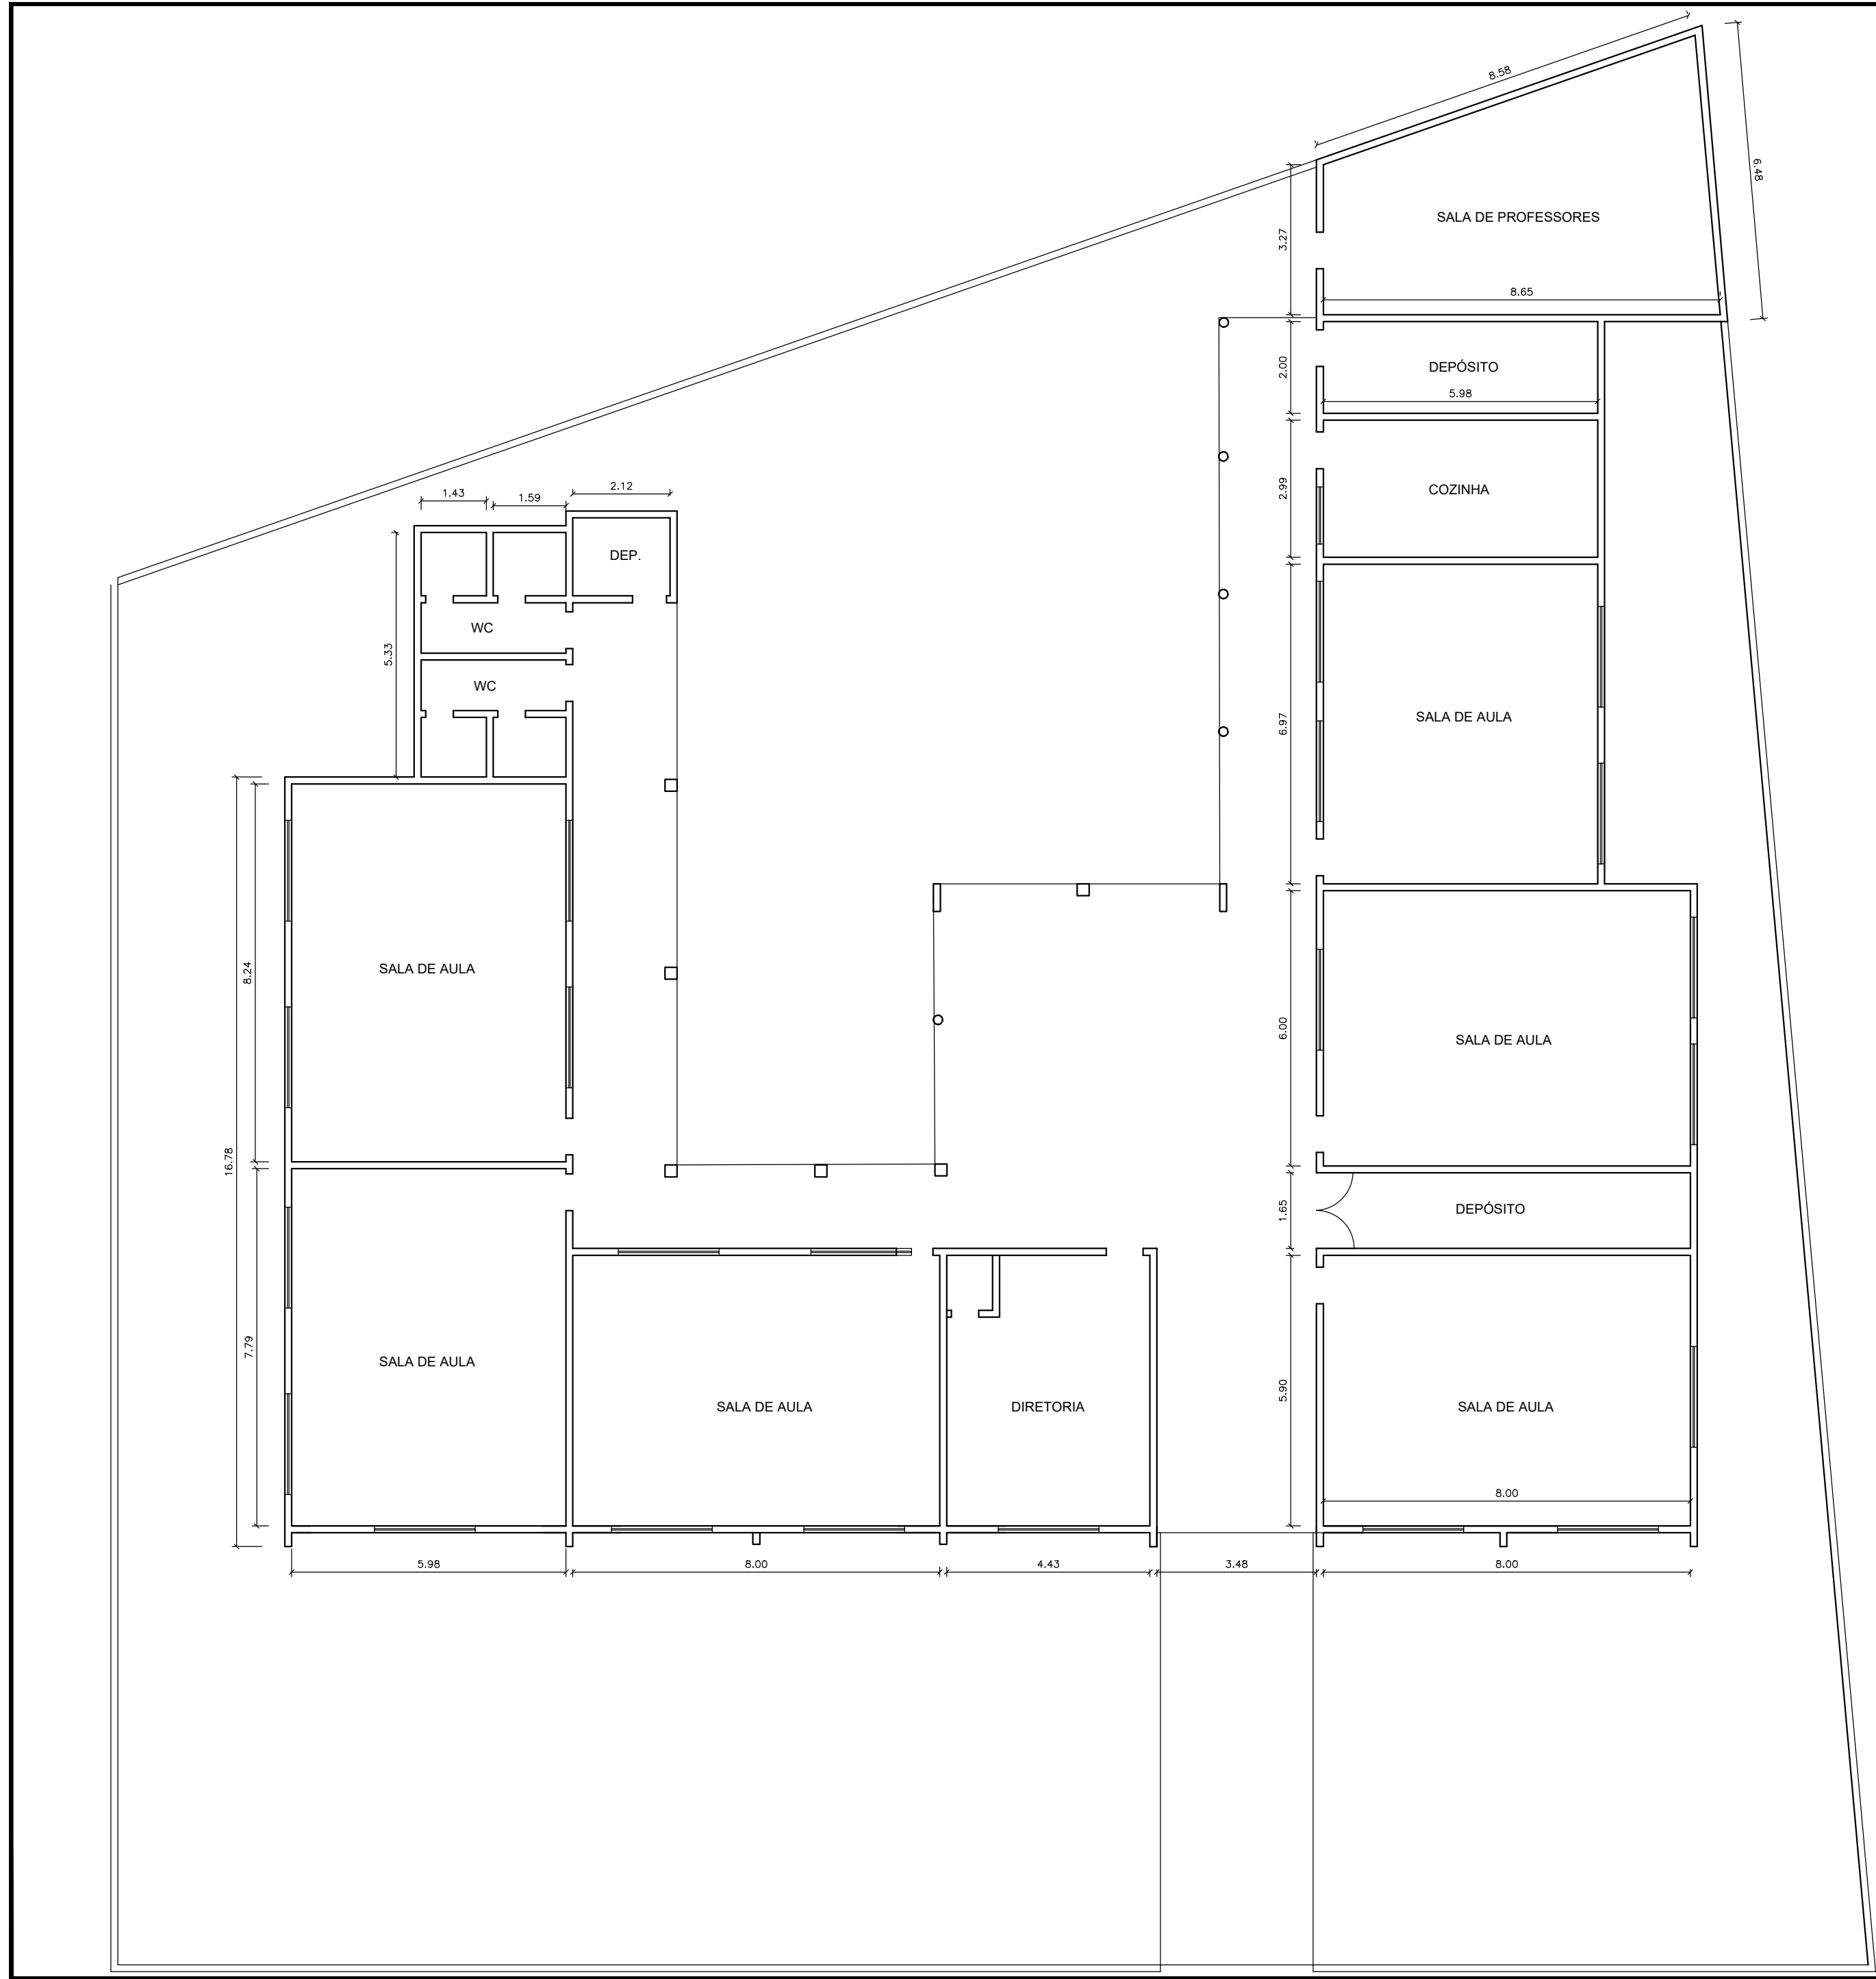 8.58
6.48
SALA DE PROFESSORES
3.27
8.65
DEPÓSITO
2.00
5.98
COZINHA
2.99
1.43
1.59
2.12
DEP.
WC
5.33
WC
SALA DE AULA
6.97
SALA DE AULA
8.24
16.78
SALA DE AULA
6.00
DEPÓSITO
1.65
SALA DE AULA
7.79
SALA DE AULA
DIRETORIA
5.90
SALA DE AULA
8.00
5.98
8.00
4.43
3.48
8.00